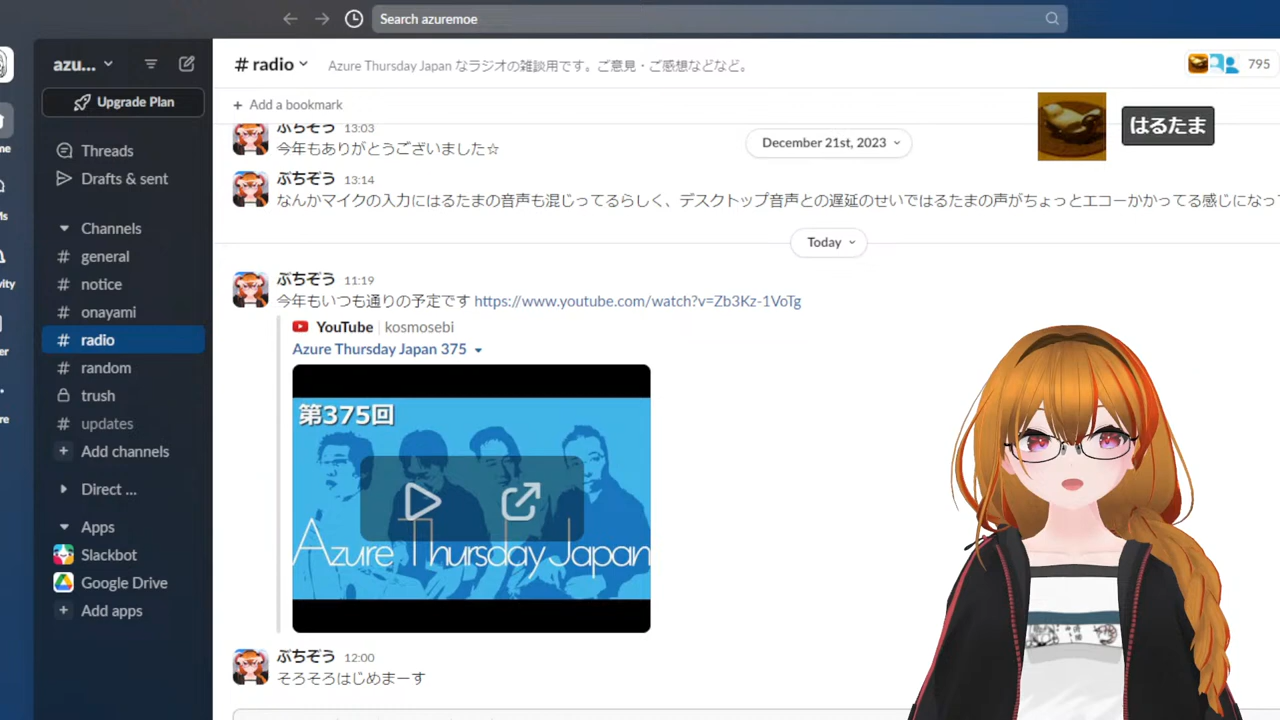 Search azuremoe
azu...
# radio
Azure Thursday Japan なラジオの雑談用です。ご意見・ご感想などなど。
795
Upgrade Plan
+ Add a bookmark
はるたま
ぶちぞう 13:03
December 21st, 2023
今年もありがとうございました☆
Threads
Drafts & sent
ぶちぞう 13:14
なんかマイクの入力にはるたまの音声も混じってるらしく、デスクトップ音声との遅延のせいではるたまの声がちょっとエコーかかってる感じになっ
Channels
Today
# general
# notice
# onayami
# radio
# random
trush
# updates
+ Add channels
Direct ...
Apps
Slackbot
Google Drive
+ Add apps
ぶちぞう 11:19
今年もいつも通りの予定です https://www.youtube.com/watch?v=Zb3Kz-1VoTg
YouTube kosmosebi
Azure Thursday Japan 375
第375回
Azure Thursday Japan
ぶちぞう 12:00
そろそろはじめまーす